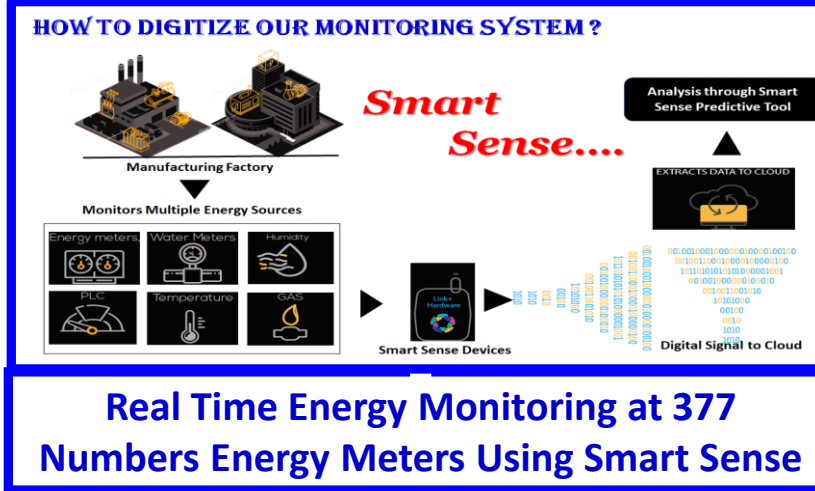 HOW TO DIGITIZE OUR MONITORING SYSTEM ?
Smart
Sense....
Analysis through Smart
Sense Predictive Tool
Manufacturing Factory
Monitors Multiple Energy Sources
EXTRACTS DATA TO CLOUD
Energy meters,
Water Meters
Humidity
PLC
Temperature
GAS
Link+
Hardware
Smart Sense Devices
Digital Signal to Cloud
1010
1010
Real Time Energy Monitoring at 377
Numbers Energy Meters Using Smart Sense